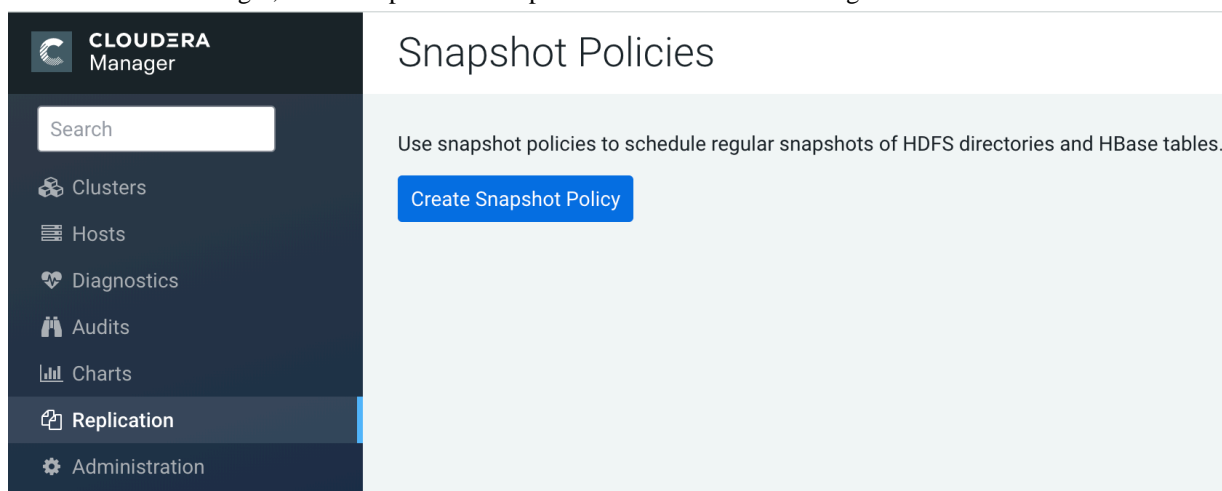 CLOUDERA
Manager
Snapshot Policies
Search
Use snapshot policies to schedule regular snapshots of HDFS directories and HBase tables.
Create Snapshot Policy
Clusters
Hosts
Diagnostics
Audits
Charts
Replication
Administration